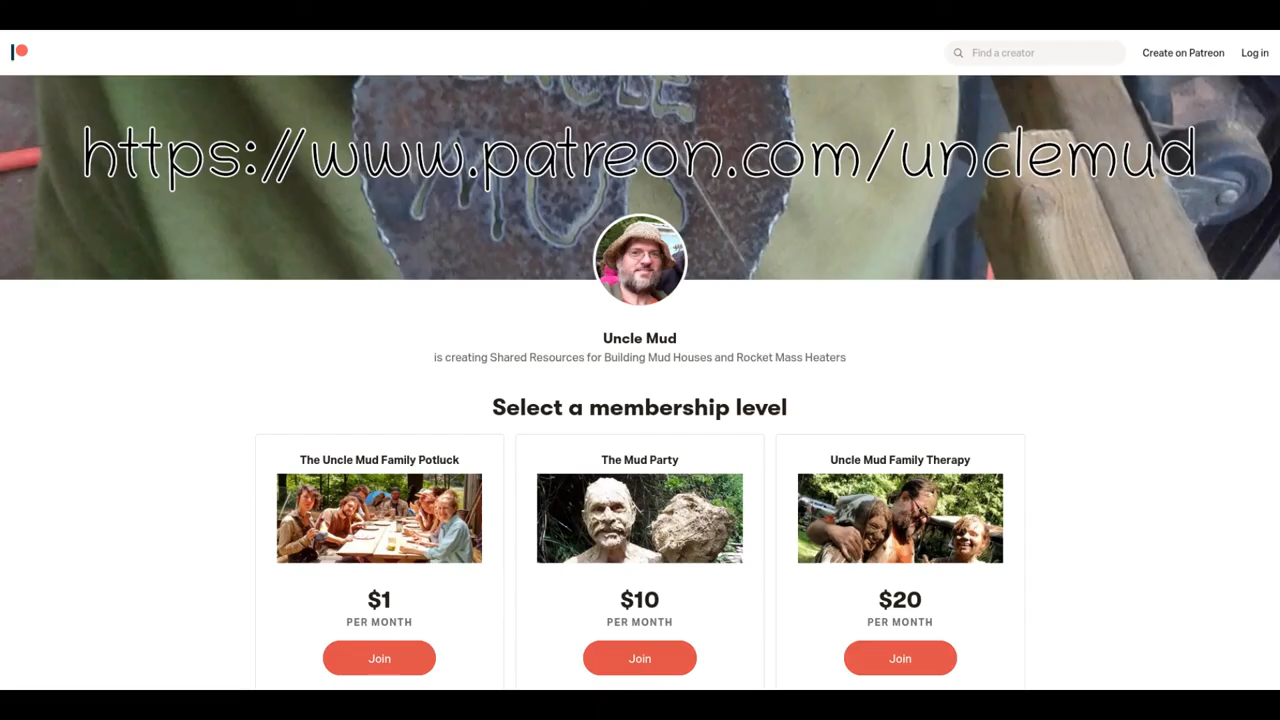 Find a creator
Create on Patreon
Log in
https://www.patreon.com/unclemud
MUD
Uncle Mud
is creating Shared Resources for Building Mud Houses and Rocket Mass Heaters
Select a membership level
The Uncle Mud Family Potluck
The Mud Party
Uncle Mud Family Therapy
$1
PER MONTH
Join
$10
PER MONTH
Join
$20
PER MONTH
Join